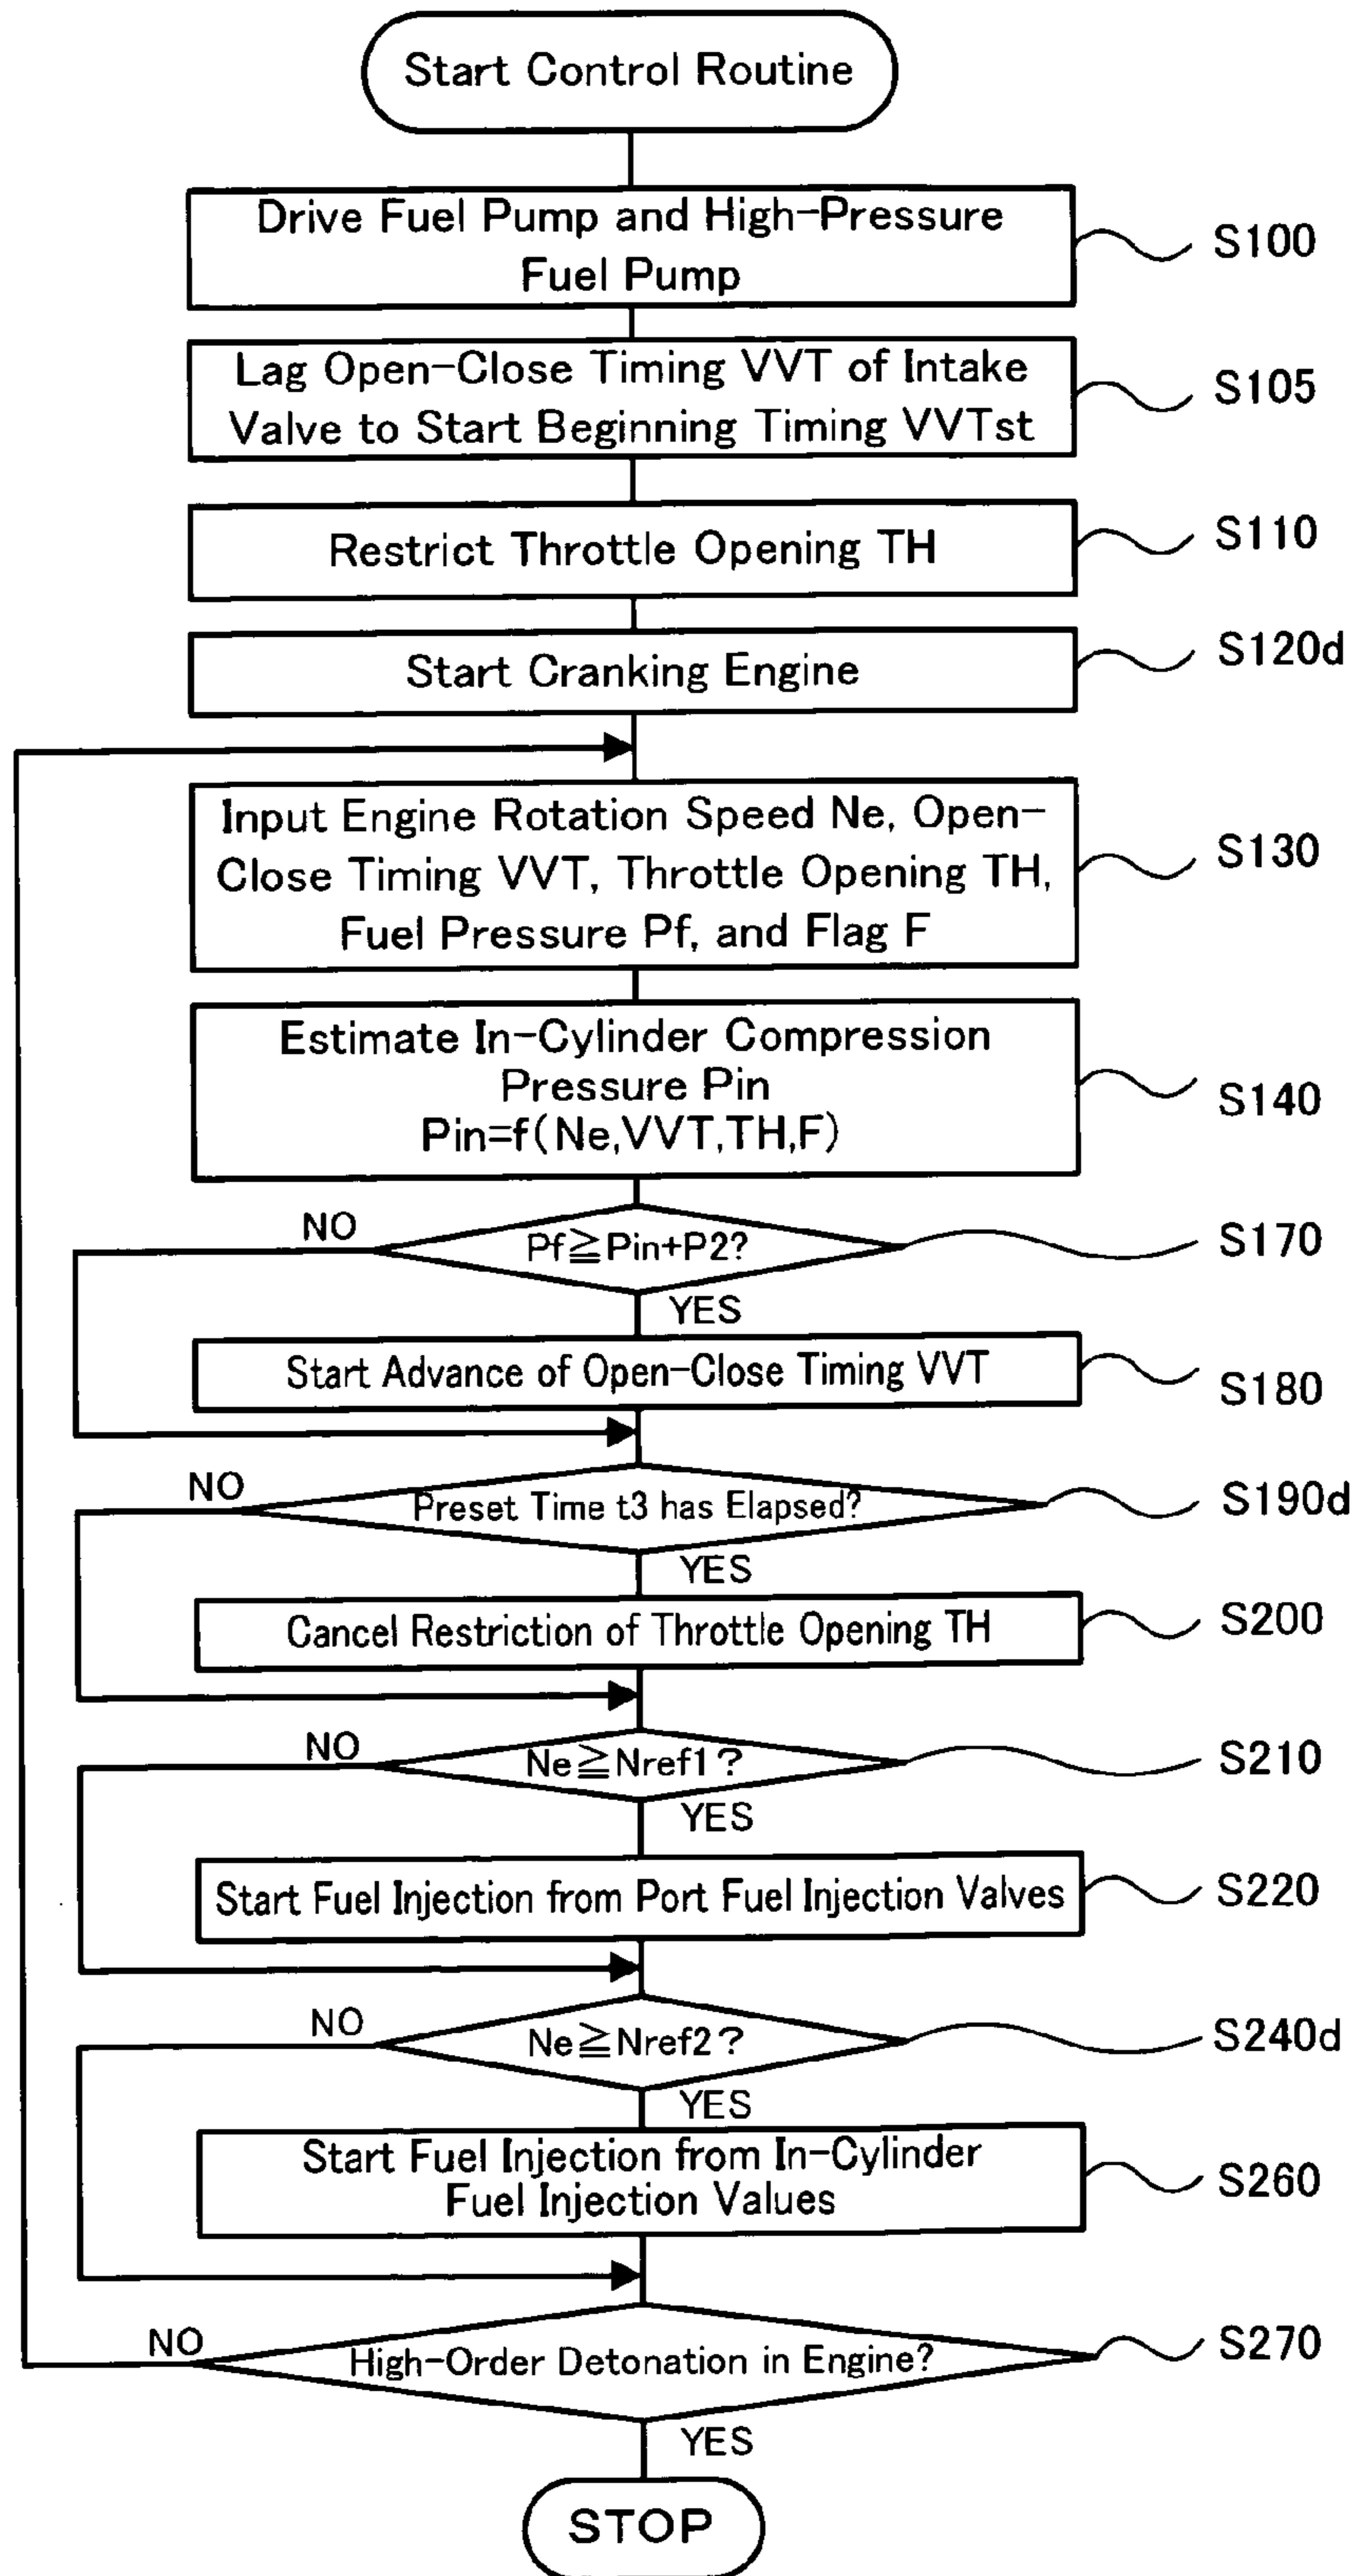 Start Control Routine
Drive Fuel Pump and High-Pressure
Fuel Pump
S100
Lag Open-Close Timing VVT of Intake
Valve to Start Beginning Timing VVTst
S105
Restrict Throttle Opening TH
S110
Start Cranking Engine
S120d
Input Engine Rotation Speed Ne, Open-
Close Timing VVT, Throttle Opening TH,
Fuel Pressure Pf, and Flag F
S130
Estimate In-Cylinder Compression
Pressure Pin
Pin=f(Ne,VVT,TH,F)
S140
NO
Pf≧Pin+P2?
S170
YES
Start Advance of Open-Close Timing VVT
S180
NO
Preset Time t3 has Elapsed?
S190d
YES
Cancel Restriction of Throttle Opening TH
S200
NO
Ne≧Nref1?
S210
YES
Start Fuel Injection from Port Fuel Injection Valves
S220
NO
Ne≧Nref2?
S240d
YES
Start Fuel Injection from In-Cylinder
Fuel Injection Values
S260
NO
High-Order Detonation in Engine?
S270
YES
STOP